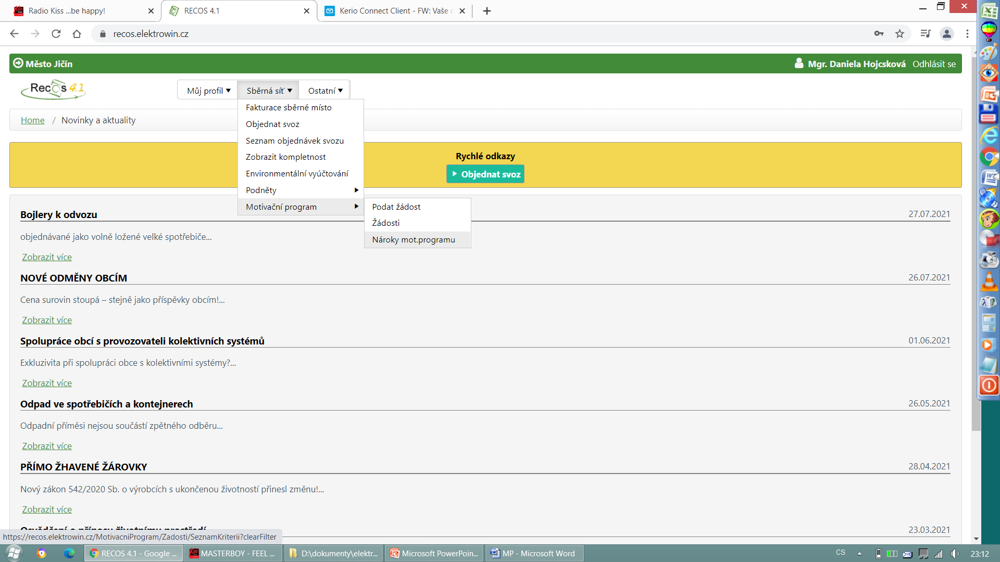 Radio Kiss ...be happy!
RECOS 4.1
Kerio Connect Client - FW: Vaše
recos.elektrowin.cz
Město Jičín
Mgr. Daniela Hojcsková Odhlásit se
Recos 4.1
Můj profil
Sběrná síť
Ostatní
Fakturace sběrné místo
Objednat svoz
Seznam objednávek svozu
Zobrazit kompletnost
Environmentální vyúčtování
Podněty
Motivační program
Podat žádost
Žádosti
Nároky mot.programu
Home / Novinky a aktuality
Rychlé odkazy
Objednat svoz
Bojlery k odvozu 27.07.2021
objednávané jako volně ložené velké spotřebiče...
Zobrazit více
NOVÉ ODMĚNY OBCÍM 26.07.2021
Cena surovin stoupá – stejně jako příspěvky obcím!...
Zobrazit více
Spolupráce obcí s provozovateli kolektivních systémů 01.06.2021
Exkluzivita při spolupráci obce s kolektivními systémy?...
Zobrazit více
Odpad ve spotřebičích a kontejnerech 26.05.2021
Odpadní příměsi nejsou součástí zpětného odběru...
Zobrazit více
PŘÍMO ŽHAVENÉ ŽÁROVKY 28.04.2021
Nový zákon 542/2020 Sb. o výrobcích s ukončenou životností přinesl změnu!...
Zobrazit více
Osvědčení o přínosu životnímu prostředí 23.03.2021
https://recos.elektrowin.cz/MotivacniProgram/Zadosti/SeznamKriterii?clearFilter
RECOS 4.1 - Google ...
MASTERBOY - FEEL ...
D:\dokumenty\elektr...
Microsoft PowerPoin...
MP - Microsoft Word
CS
23:12